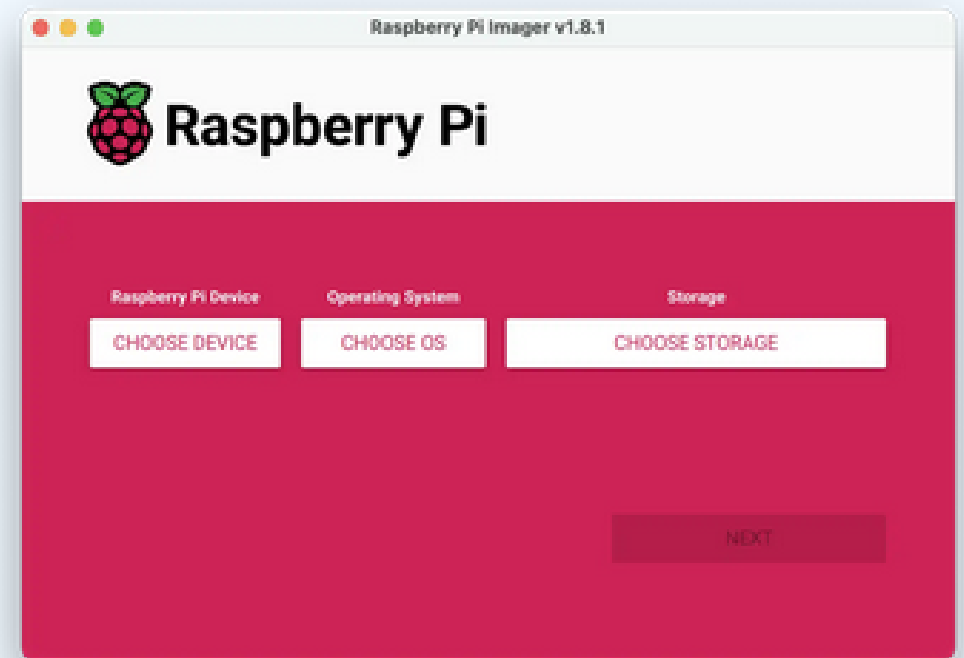 Raspberry Pi Imager v1.8.1
Raspberry Pi
Raspberry Pi Device Operating System Storage
CHOOSE DEVICE CHOOSE OS CHOOSE STORAGE
NEXT